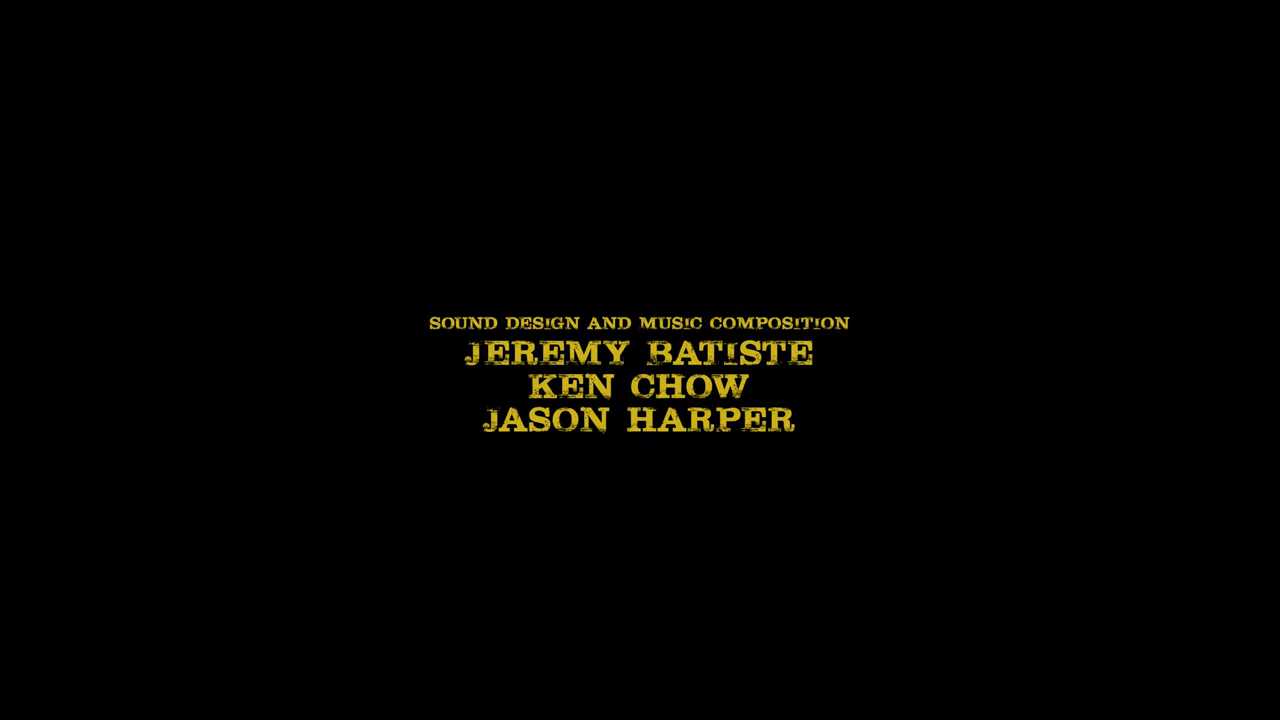 SOUND DESIGN AND MUSIC COMPOSITION
JEREMY BATISTE
KEN CHOW
JASON HARPER